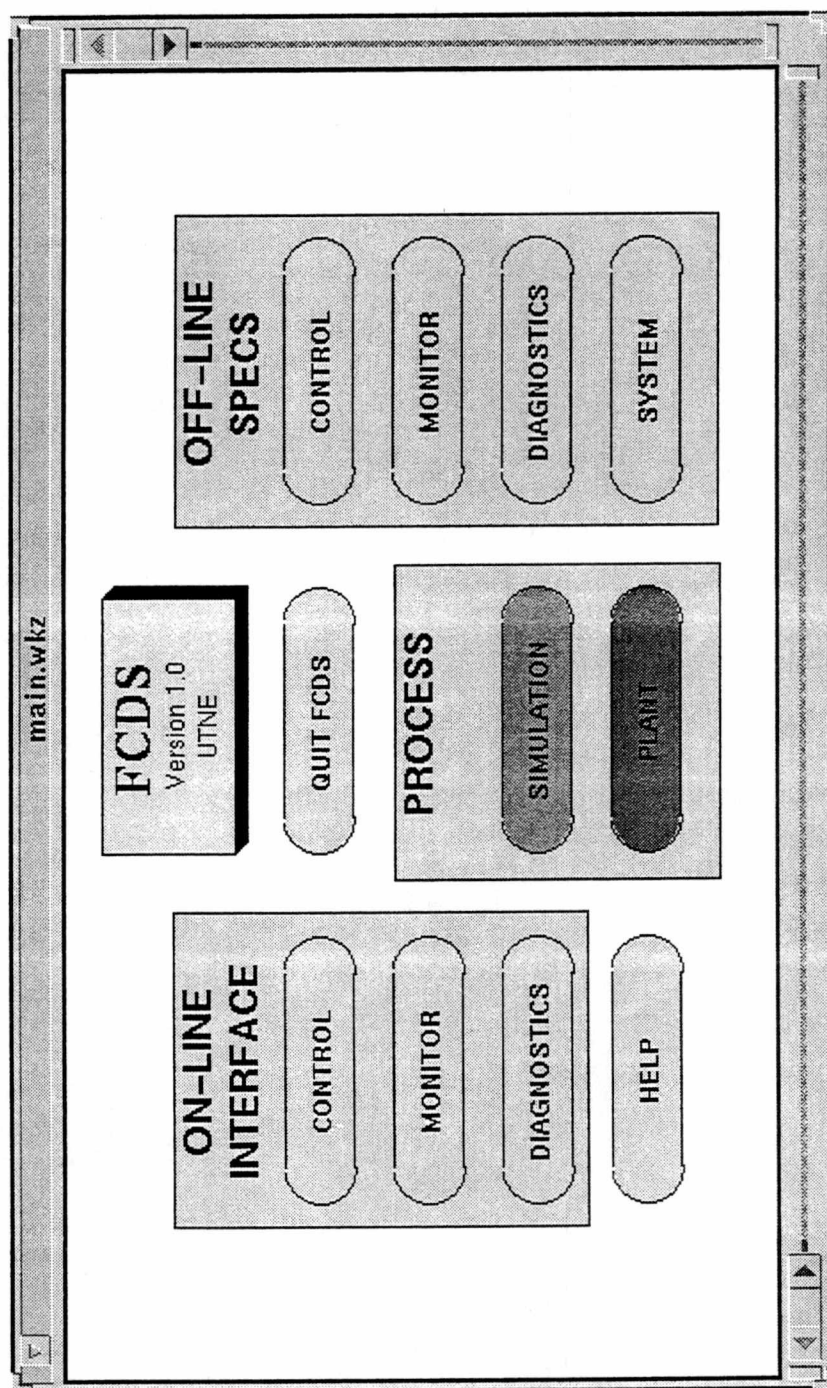 main.wkz
FCDS
Version 1.0
UTNE
ON-LINE
INTERFACE
CONTROL
MONITOR
DIAGNOSTICS
HELP
QUIT FCDS
PROCESS
SIMULATION
PLANT
OFF-LINE
SPECS
CONTROL
MONITOR
DIAGNOSTICS
SYSTEM